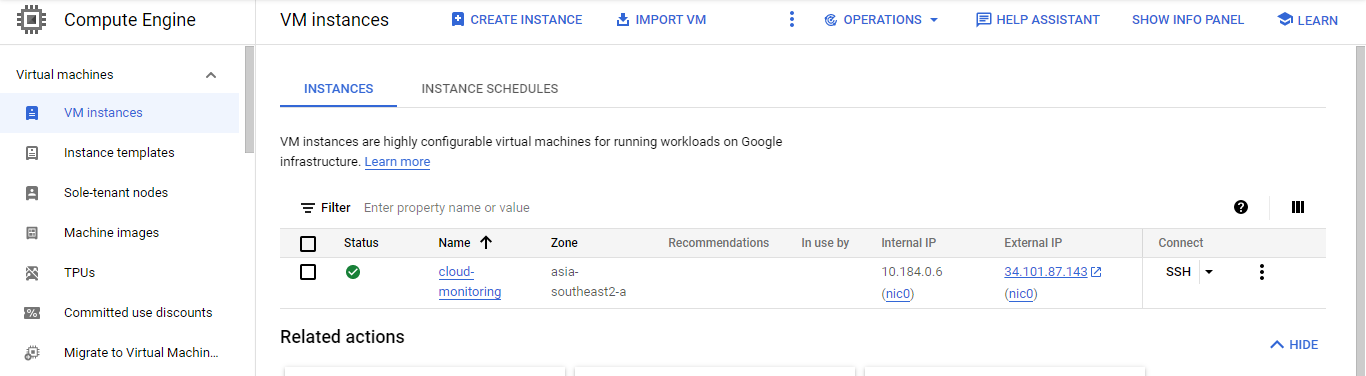 Compute Engine
VM instances
CREATE INSTANCE
IMPORT VM
OPERATIONS
HELP ASSISTANT
SHOW INFO PANEL
LEARN
Virtual machines
VM instances
Instance templates
Sole-tenant nodes
Machine images
TPUs
Committed use discounts
Migrate to Virtual Machin...
INSTANCES
INSTANCE SCHEDULES
VM instances are highly configurable virtual machines for running workloads on Google
infrastructure. Learn more
Filter Enter property name or value
Status Name Zone Recommendations In use by Internal IP External IP Connect
cloud- asia- 10.184.0.6 34.101.87.143 SSH
monitoring southeast2-a (nic0) (nic0)
Related actions
HIDE